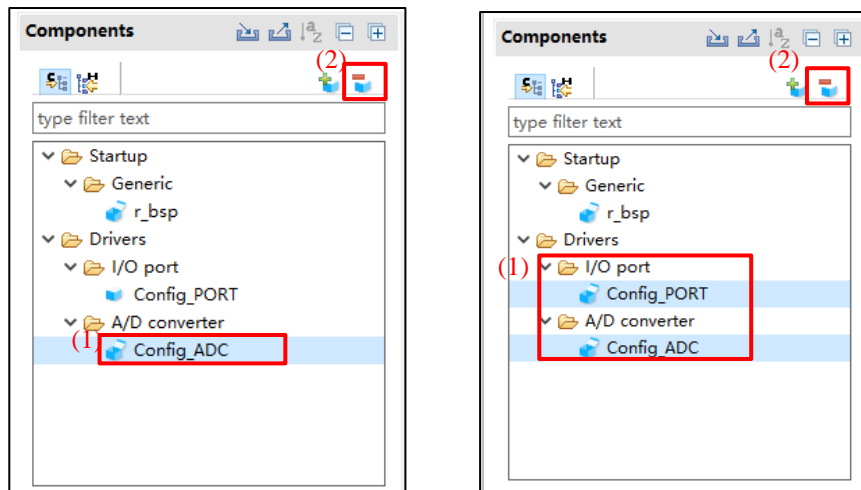 Components
(2)
type filter text
Startup
Generic
r_bsp
Drivers
I/O port
Config_PORT
A/D converter
(1)
Config_ADC
Components
(2)
type filter text
Startup
Generic
r_bsp
Drivers
(1)
I/O port
Config_PORT
A/D converter
Config_ADC